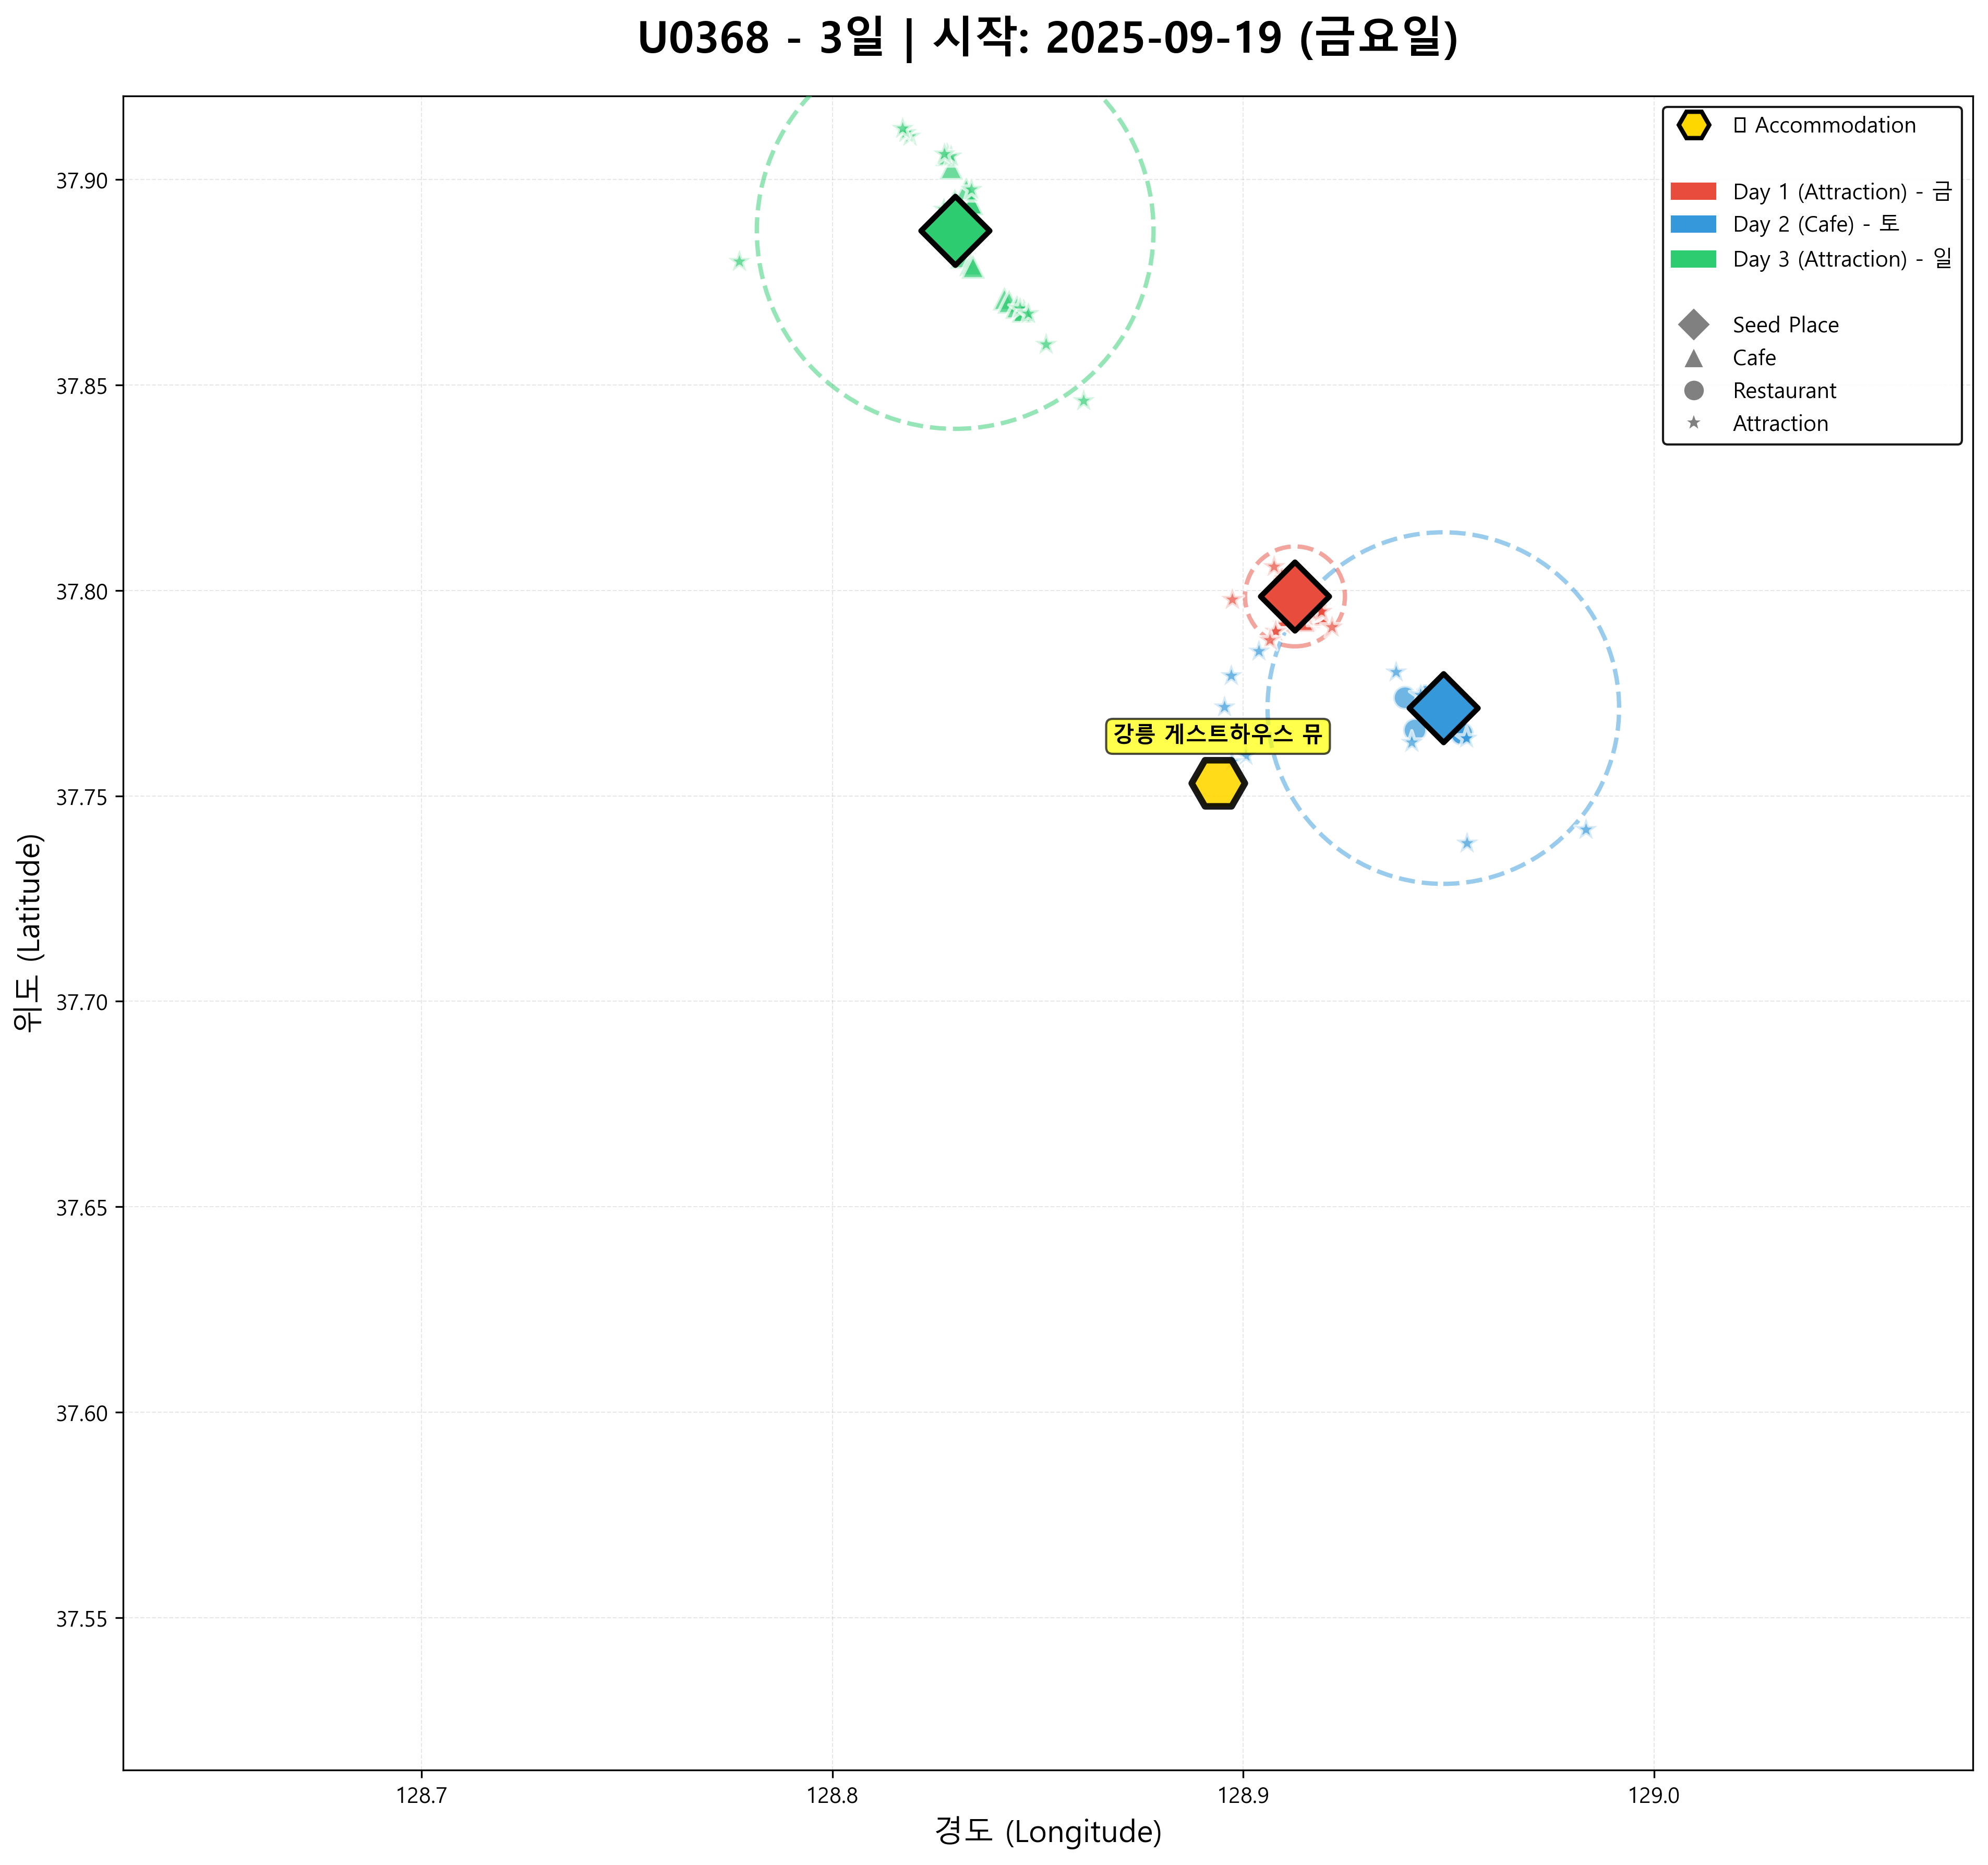 U0368 - 3일 | 시작: 2025-09-19 (금요일)
□ Accommodation
Day 1 (Attraction) - 금
Day 2 (Cafe) - 토
Day 3 (Attraction) - 일
Seed Place
Cafe
Restaurant
Attraction
37.90
37.85
37.80
37.75
37.70
37.65
37.60
37.55
위도 (Latitude)
강릉 게스트하우스 뮤
128.7
128.8
128.9
129.0
경도 (Longitude)